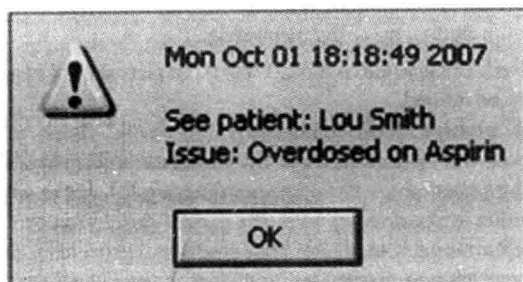 Mon Oct 01 18:18:49 2007
See patient: Lou Smith
Issue: Overdosed on Aspirin
OK